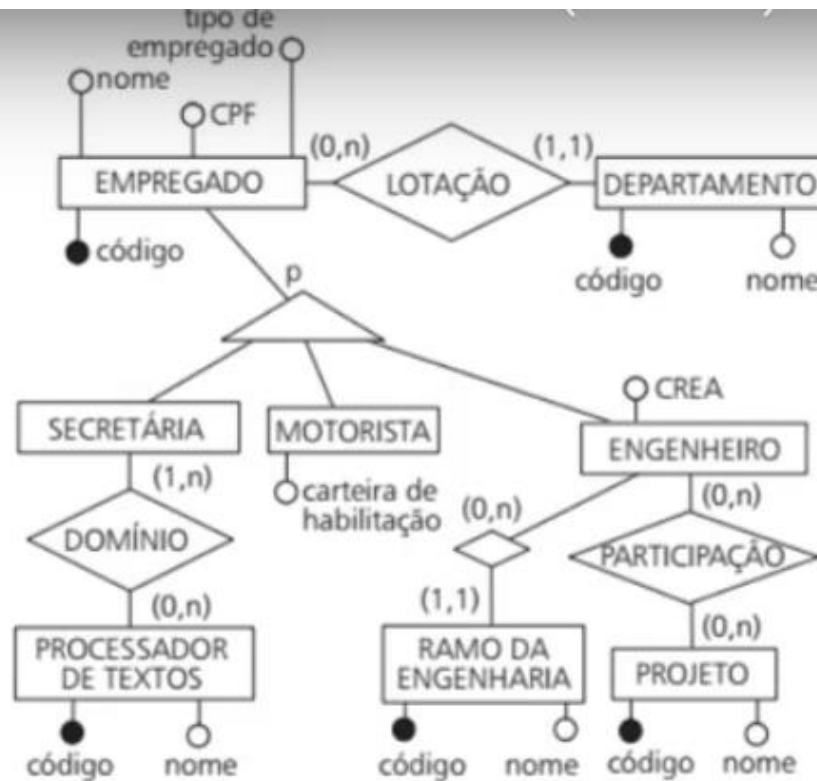 tipo de
empregado
nome
CPF
(0,n)
(1,1)
EMPREGADO
LOTAÇÃO
DEPARTAMENTO
código
código
nome
p
CREA
SECRETÁRIA
MOTORISTA
ENGENHEIRO
(1,n)
carteira de
habilitação
(0,n)
(0,n)
DOMÍNIO
PARTICIPAÇÃO
(0,n)
(1,1)
(0,n)
PROCESSADOR
DE TEXTOS
RAMO DA
ENGENHARIA
PROJETO
código
nome
código
nome
código
nome